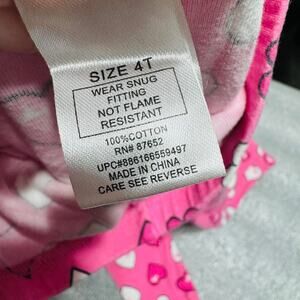 SIZE 4T
WEAR SNUG
FITTING
NOT FLAME
RESISTANT
100%COTTON
RN# 87652
UPC#886166559497
MADE IN CHINA
CARE SEE REVERSE